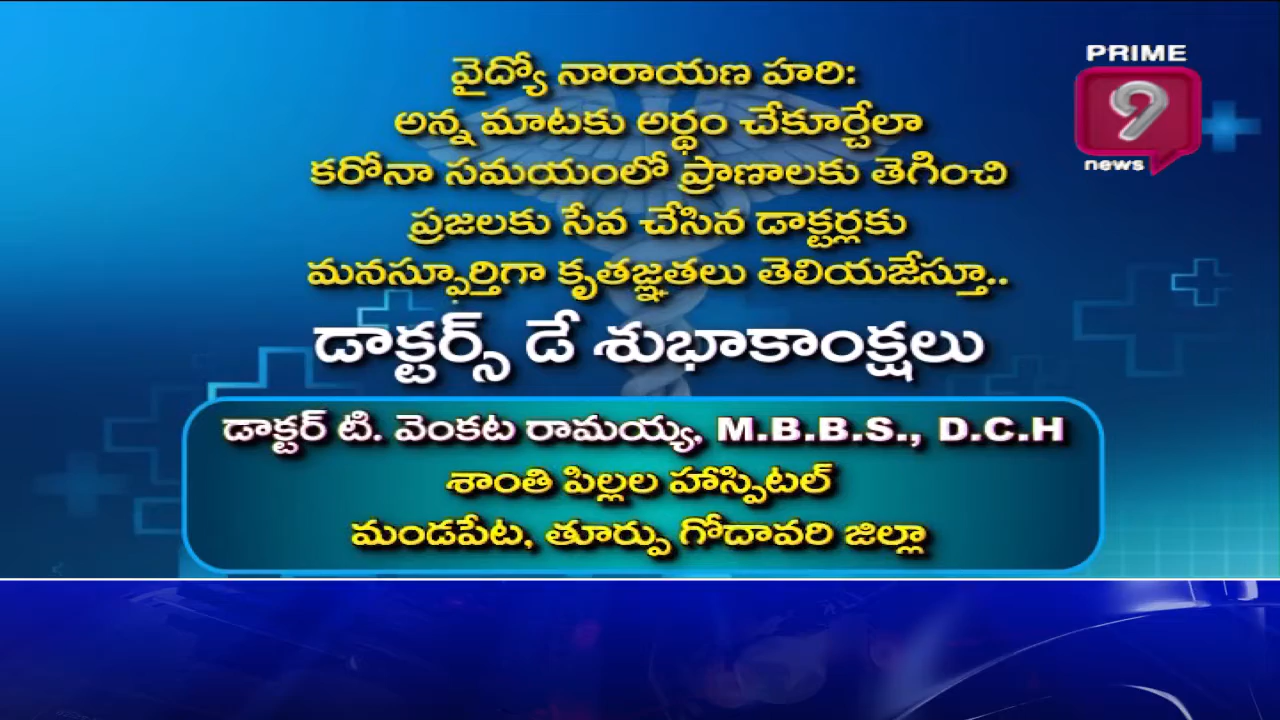 వైద్యో నారాయణ హరి:
అన్న మాటకు అర్థం చేకూర్చేలా
కరోనా సమయంలో ప్రాణాలకు తెగించి
ప్రజలకు సేవ చేసిన డాక్టర్లకు
మనస్ఫూర్తిగా కృతజ్ఞతలు తెలియజేస్తూ..
డాక్టర్స్ డే శుభాకాంక్షలు
డాక్టర్ టి. వెంకట రామయ్య, M.B.B.S., D.C.H
శాంతి పిల్లల హాస్పిటల్
మండపేట, తూర్పు గోదావరి జిల్లా
PRIME
9
news